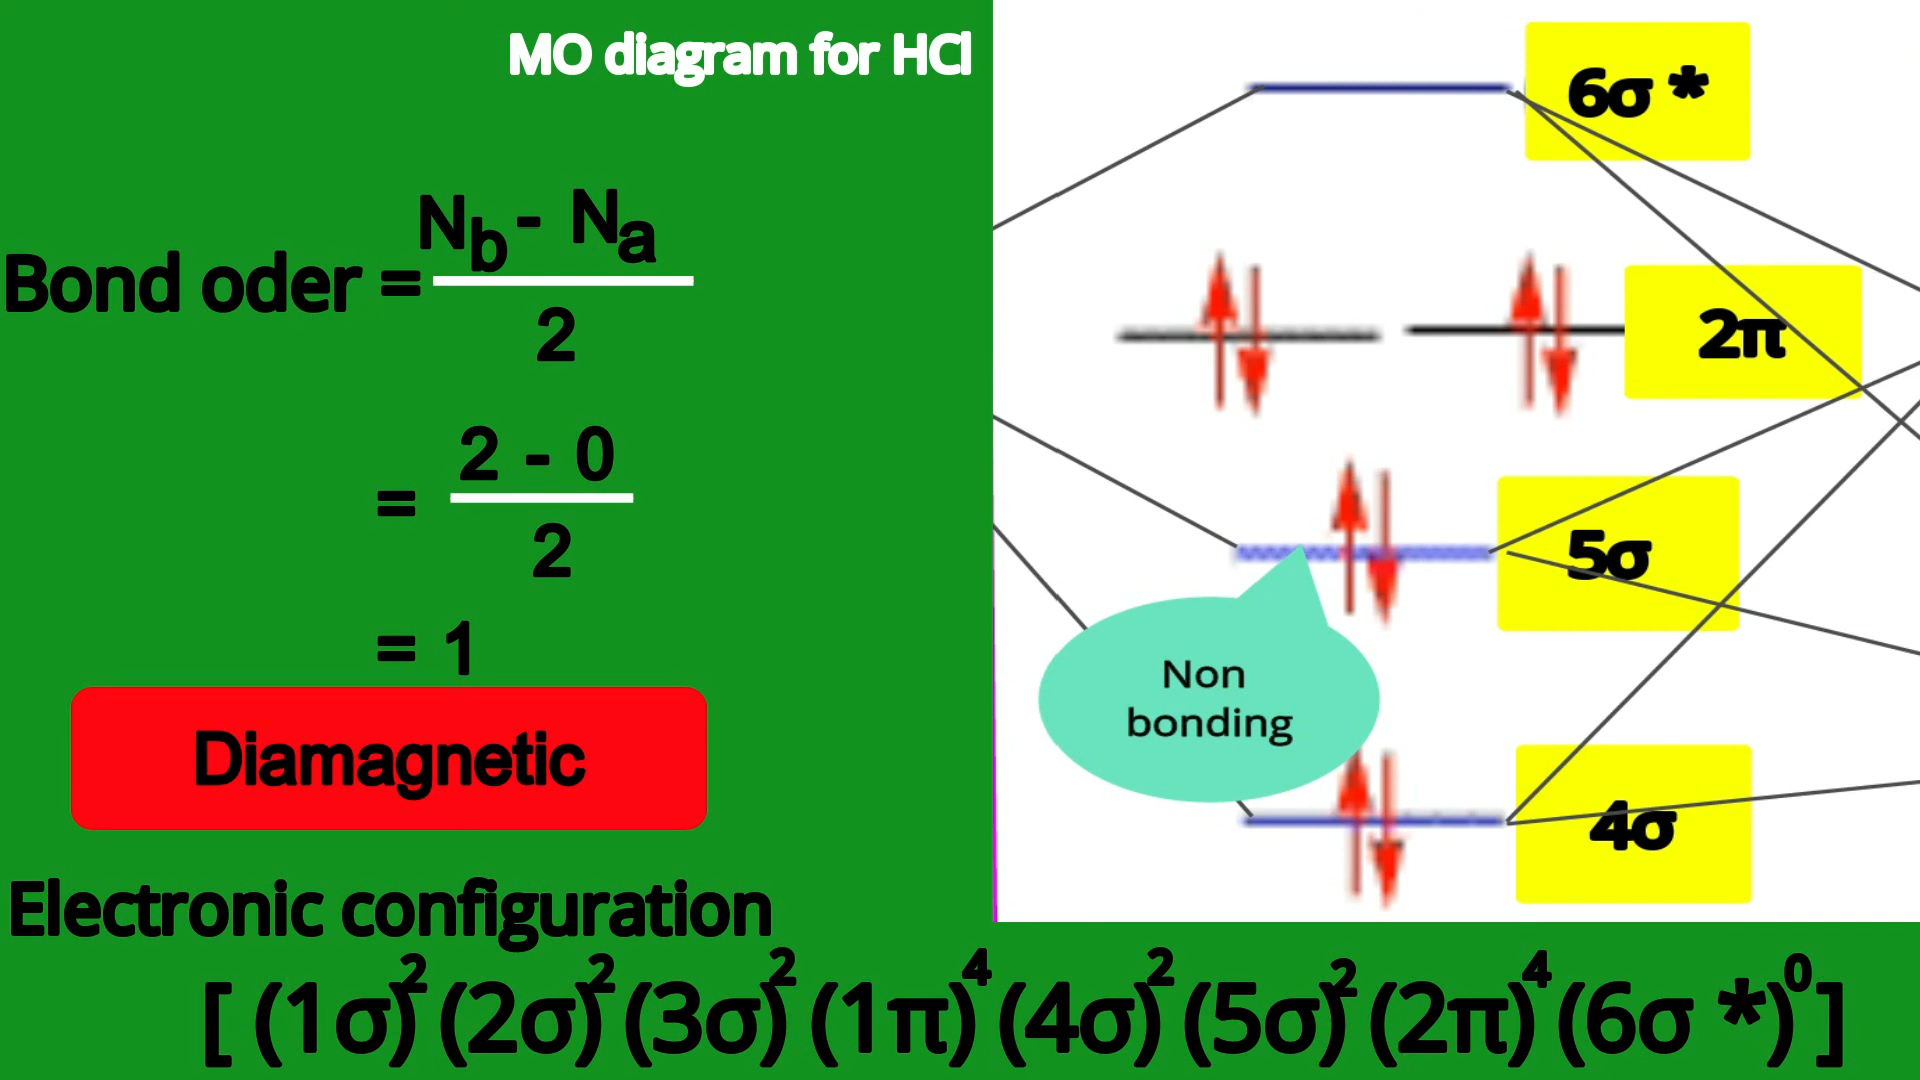 MO diagram for HCl
Bond oder = Nb - Na
2
= 2 - 0
2
= 1
Diamagnetic
Electronic configuration
[ (1σ)² (2σ)² (3σ)² (1π)⁴ (4σ)² (5σ)² (2π)⁴ (6σ *)⁰ ]
6σ *
2π
5σ
Non
bonding
4σ